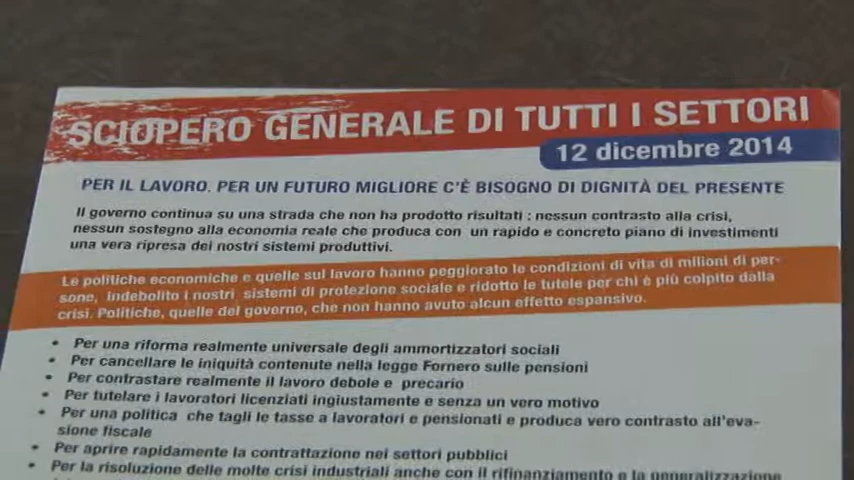 SCIOPERO GENERALE DI TUTTI I SETTORI
12 dicembre 2014
PER IL LAVORO. PER UN FUTURO MIGLIORE C'È BISOGNO DI DIGNITÀ DEL PRESENTE
Il governo continua su una strada che non ha prodotto risultati : nessun contrasto alla crisi,
nessun sostegno alla economia reale che produca con un rapido e concreto piano di investimenti
una vera ripresa dei nostri sistemi produttivi.
Le politiche economiche e quelle sul lavoro hanno peggiorato le condizioni di vita di milioni di per-
sone, indebolito i nostri sistemi di protezione sociale e ridotto le tutele per chi è più colpito dalla
crisi. Politiche, quelle del governo, che non hanno avuto alcun effetto espansivo.
• Per una riforma realmente universale degli ammortizzatori sociali
• Per cancellare le iniquità contenute nella legge Fornero sulle pensioni
• Per contrastare realmente il lavoro debole e precario
• Per tutelare i lavoratori licenziati ingiustamente e senza un vero motivo
• Per una politica che tagli le tasse a lavoratori e pensionati e produca vero contrasto all'eva-
sione fiscale
• Per aprire rapidamente la contrattazione nei settori pubblici
• Per la risoluzione delle molte crisi industriali anche con il rifinanziamento e la generalizzazione